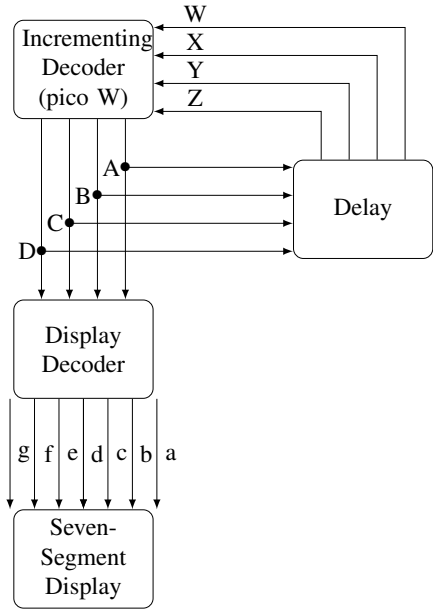 W
Incrementing
Decoder
(pico W)
X
Y
Z
A
B
C
D
Delay
Display
Decoder
g f e d c b a
Seven-
Segment
Display